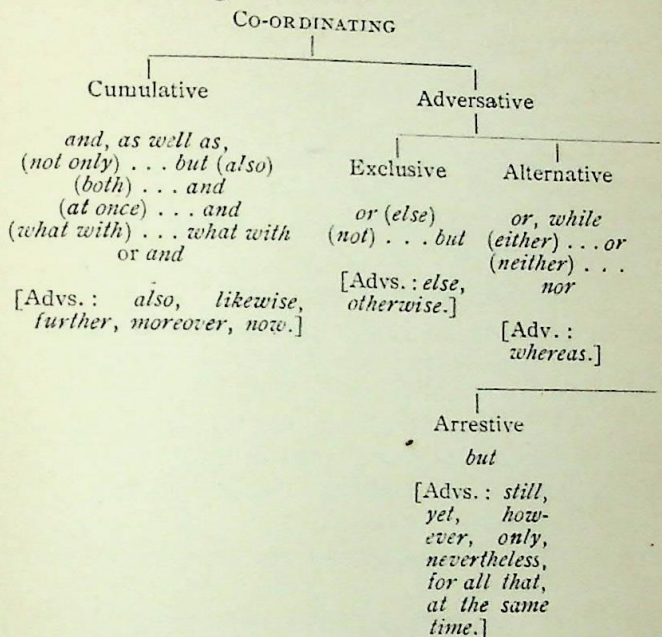 CO-ORDINATING
Cumulative
and, as well as,
(not only) . . . but (also)
(both) . . . and
(at once) . . . and
(what with) . . . what with
or and
[Advs. : also, likewise,
further, moreover, now.]
Adversative
Exclusive
or (else)
(not) . . . but
[Advs. : else,
otherwise.]
Alternative
or, while
(either) . . . or
(neither) . . .
nor
[Adv. :
whereas.]
Arrestive
but
[Advs. : still,
yet, how-
ever, only,
nevertheless,
for all that,
at the same
time.]